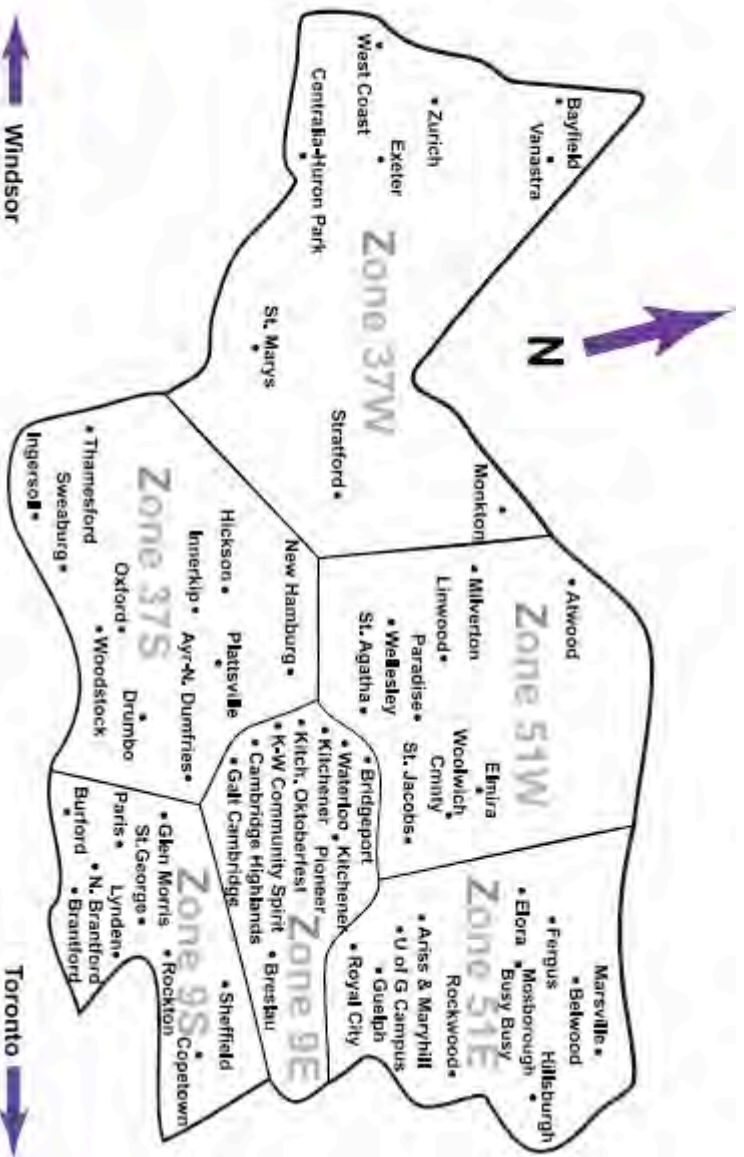 N
Bayfield
Vanastra
Zurich
West Coast
Exeter
Centralia-Huron Park
Zone 37W
St. Marys
Stratford
Monkton
Atwood
Zone 51W
Milverton
Linwood
Paradise
Wellesley
St. Agatha
Elmira
Woolwich
Cmnty
St. Jacobs
Marsville
Belwood
Hillsburgh
Fergus
Mosborough
Elora
Busy Busy
Zone 51E
Rockwood
Ariss & Maryhill
U of G Campus
Guelph
Royal City
Bridgeport
Waterloo
Kitchener
Kitchener
Pioneer
Kitch. Oktoberfest
K-W Community Spirit
Cambridge Highlands
Galt Cambridge
Zone 9E
Breslau
New Hamburg
Hickson
Plattsville
Innerkip
Ayr-N. Dumfries
Zone 37S
Thamesford
Oxford
Drumbo
Sweaburg
Woodstock
Ingersoll
Sheffield
Zone 9S
Copetown
Glen Morris
Rockton
St.George
Paris
Lynden
N. Brantford
Burford
Brantford
Windsor
Toronto